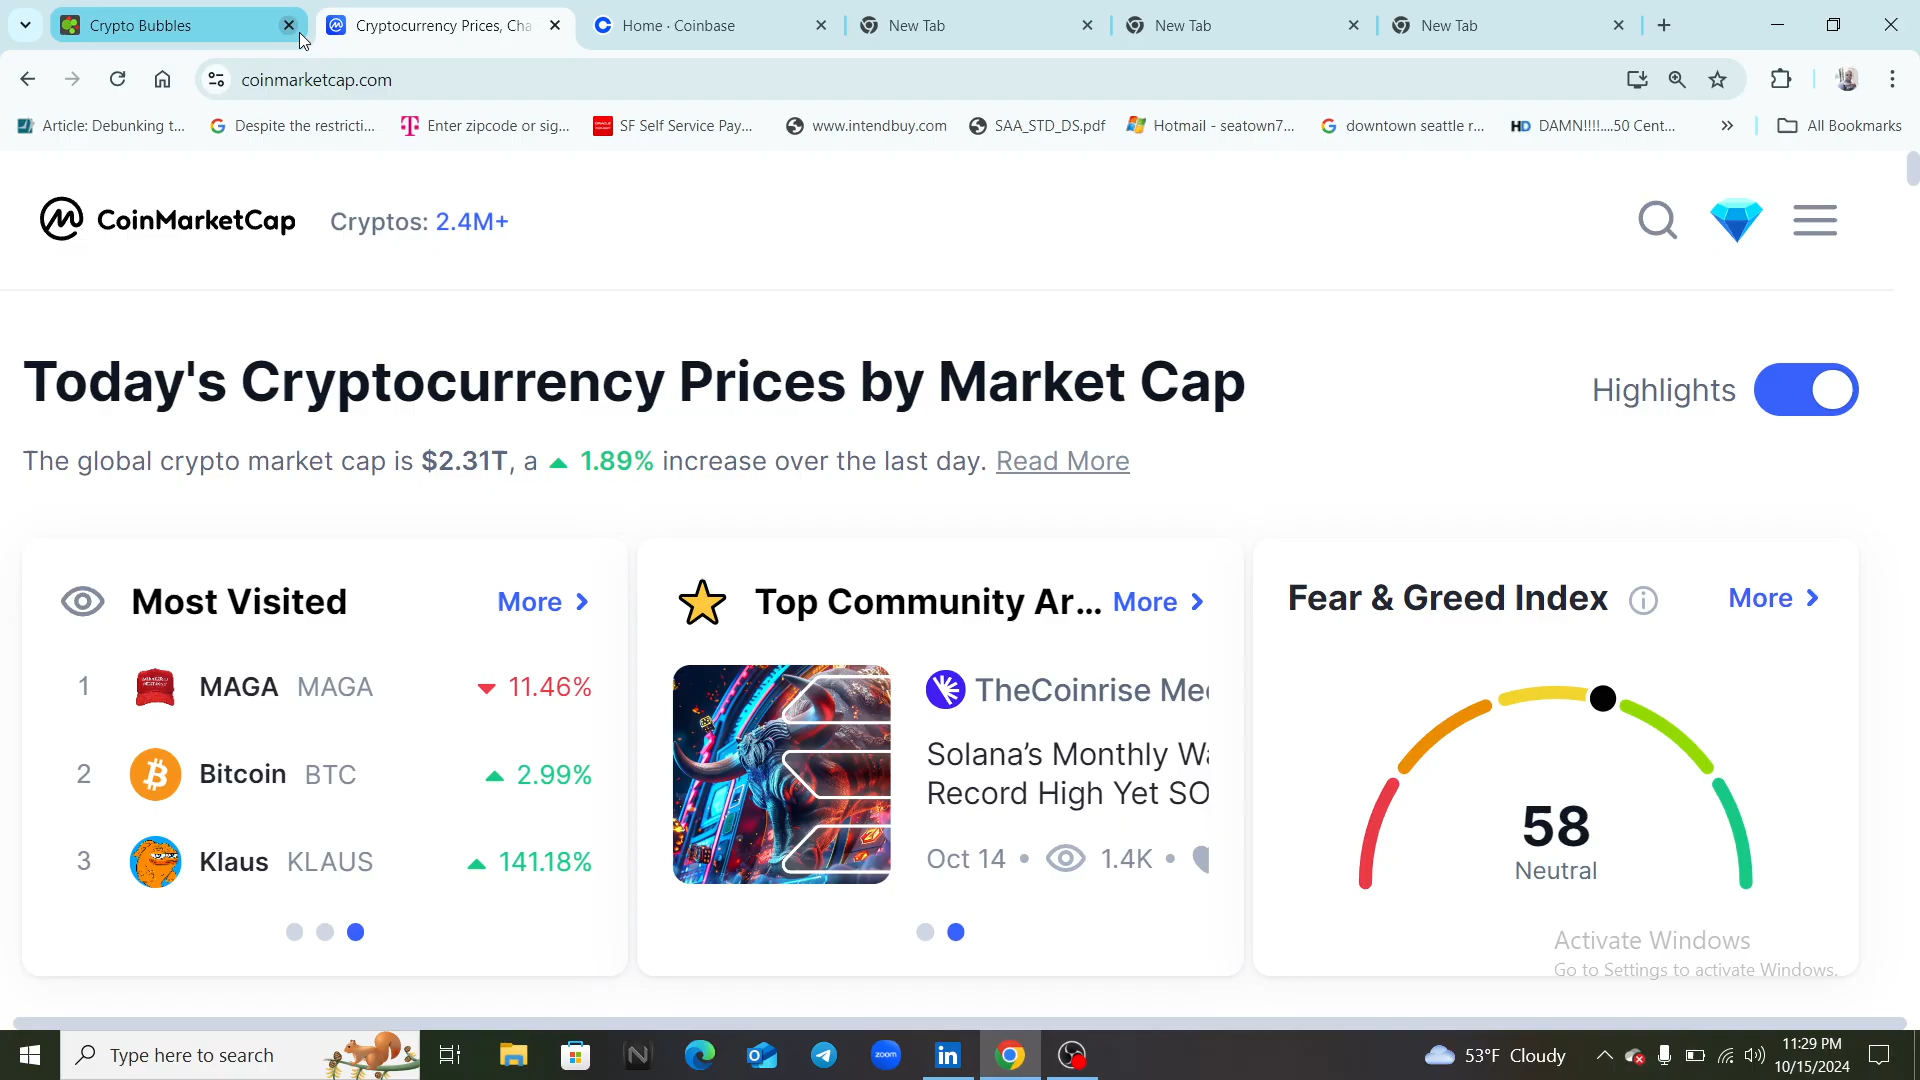 Crypto Bubbles
Cryptocurrency Prices, Cha
Home · Coinbase
New Tab
New Tab
New Tab
coinmarketcap.com
Article: Debunking t...
Despite the restricti...
Enter zipcode or sig...
SF Self Service Pay...
www.intendbuy.com
SAA_STD_DS.pdf
Hotmail - seatown7...
downtown seattle r...
HD DAMN!!!!....50 Cent...
All Bookmarks
CoinMarketCap
Cryptos: 2.4M+
Today's Cryptocurrency Prices by Market Cap
Highlights
The global crypto market cap is $2.31T, a 1.89% increase over the last day. Read More
Most Visited
More
1 MAGA MAGA 11.46%
2 Bitcoin BTC 2.99%
3 Klaus KLAUS 141.18%
Top Community Ar...
More
TheCoinrise Me
Solana’s Monthly
Record High Yet SO
Oct 14 • 1.4K •
Fear & Greed Index
More
58
Neutral
Activate Windows
Go to Settings to activate Windows.
Type here to search
zoom
53°F Cloudy
11:29 PM
10/15/2024